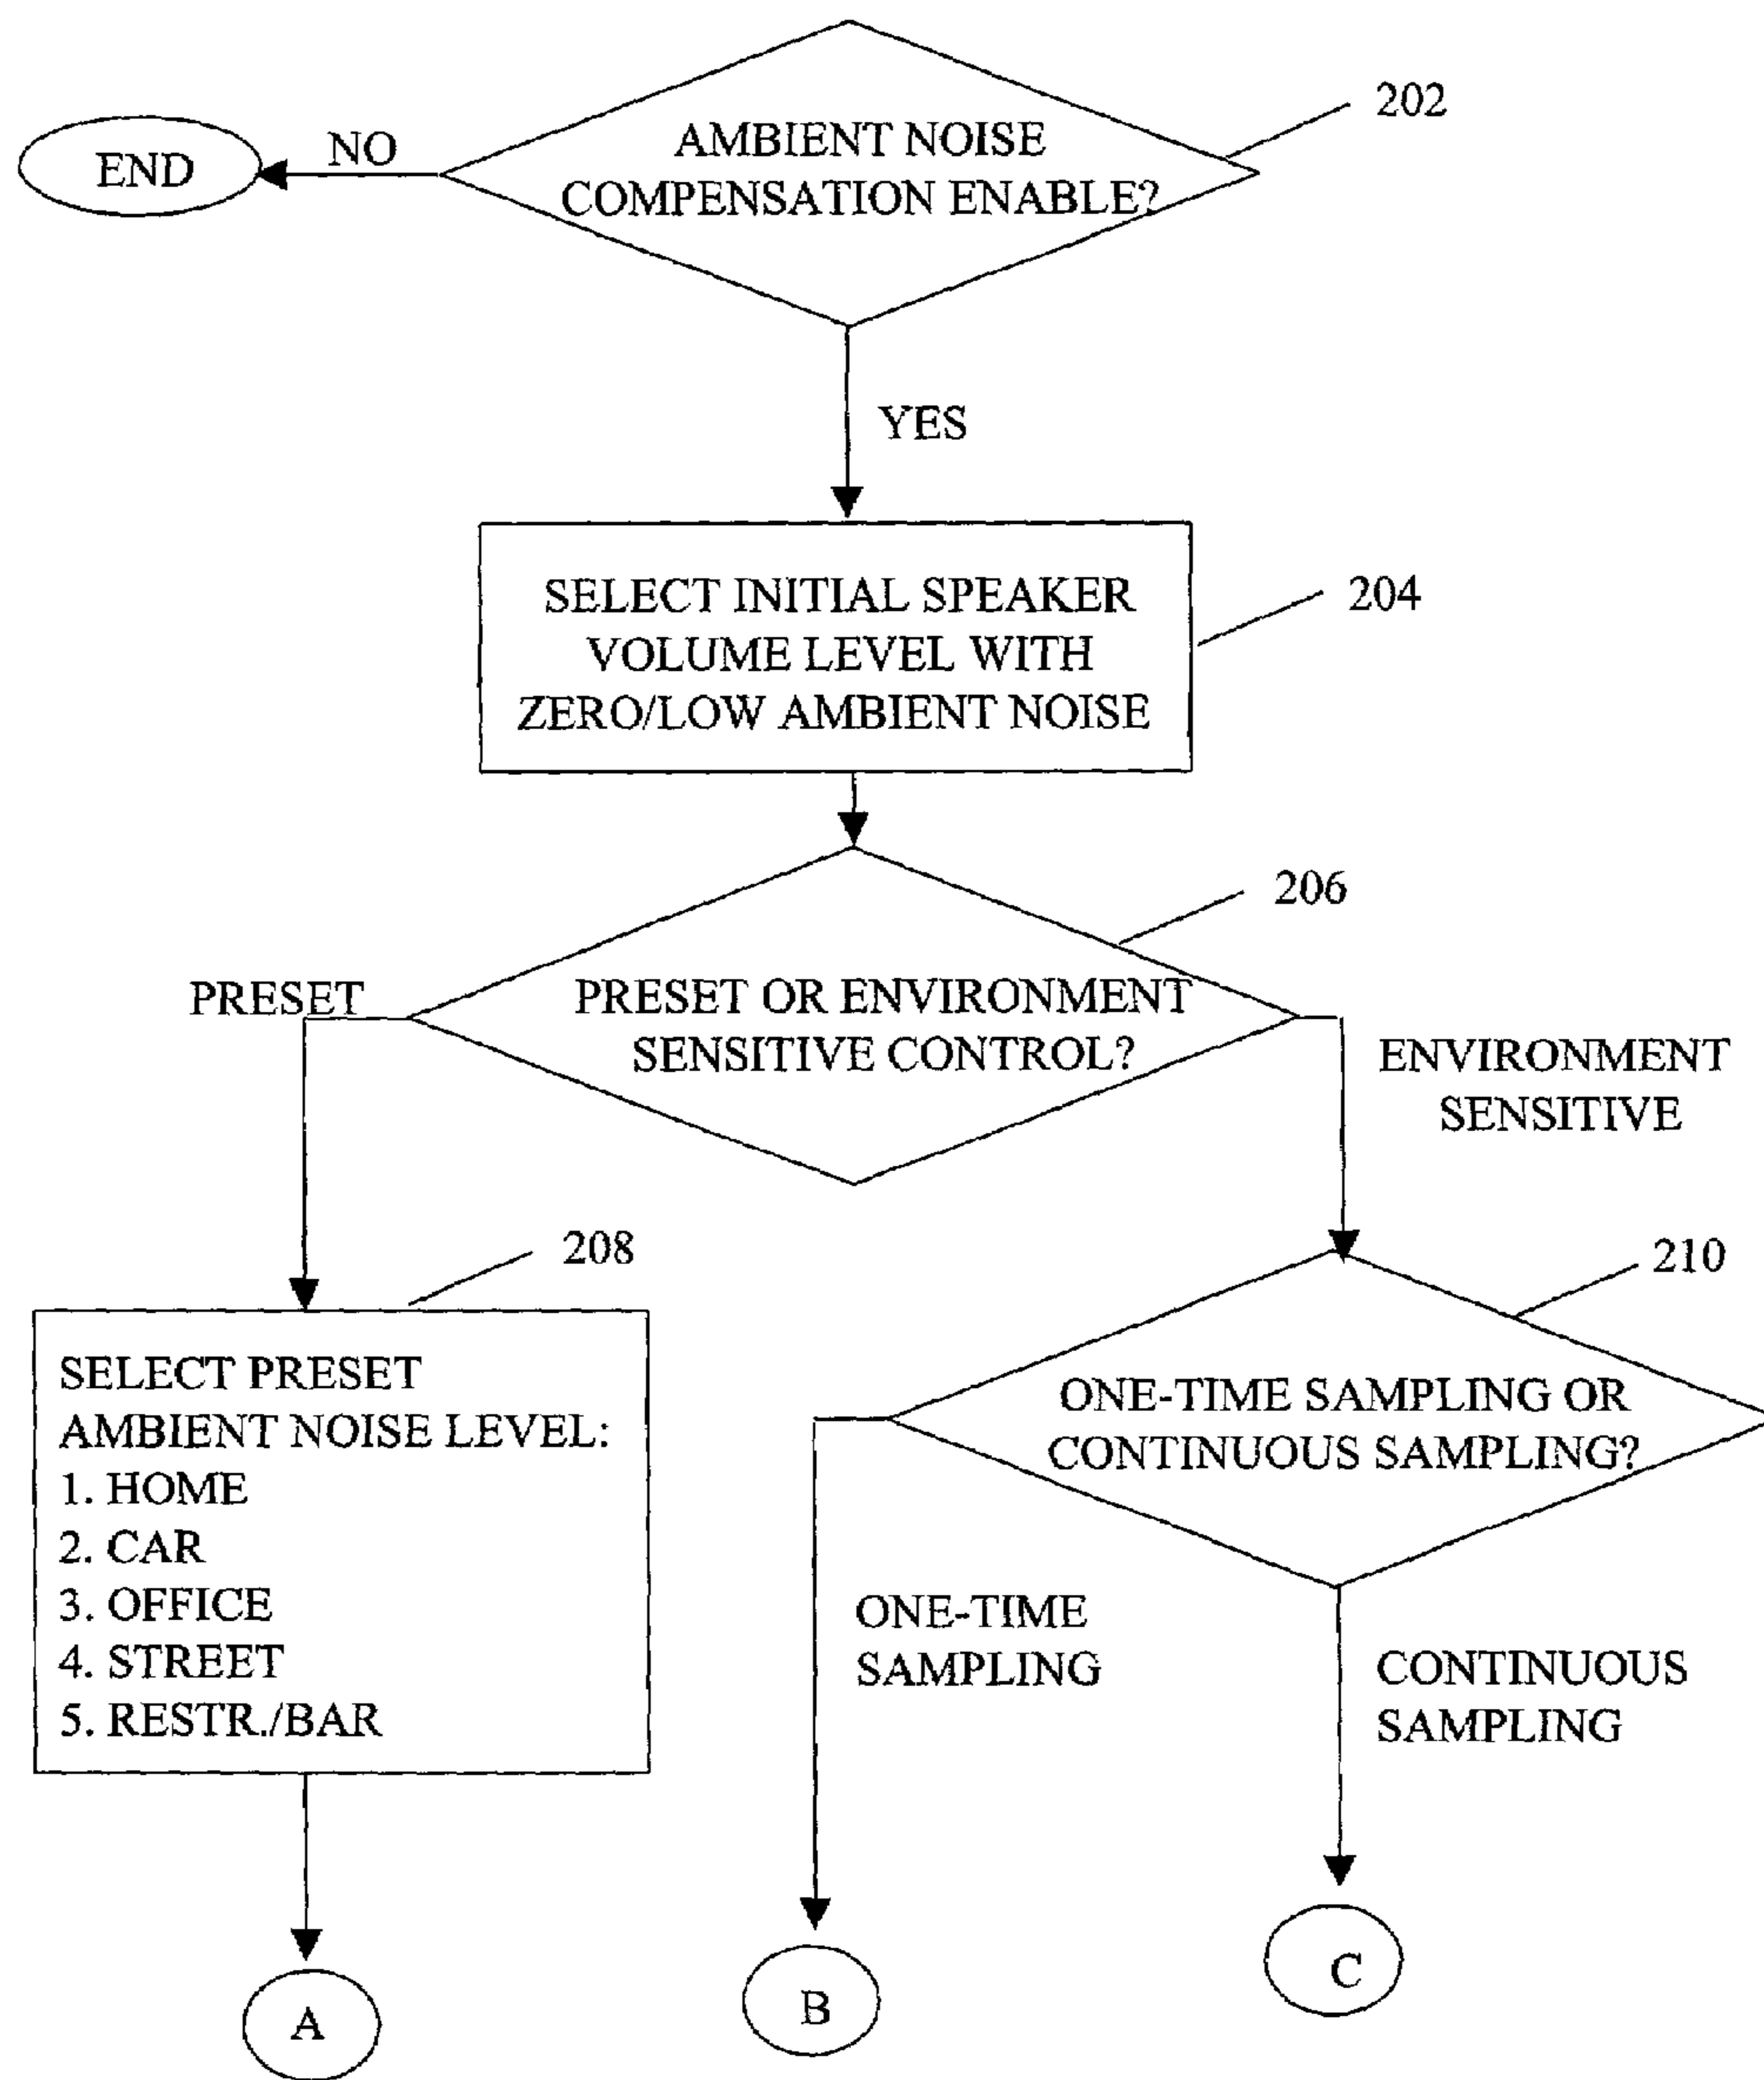 202
AMBIENT NOISE
COMPENSATION ENABLE?
NO
END
YES
204
SELECT INITIAL SPEAKER
VOLUME LEVEL WITH
ZERO/LOW AMBIENT NOISE
206
PRESET
PRESET OR ENVIRONMENT
SENSITIVE CONTROL?
ENVIRONMENT
SENSITIVE
208
210
SELECT PRESET
AMBIENT NOISE LEVEL:
1. HOME
2. CAR
3. OFFICE
4. STREET
5. RESTR./BAR
ONE-TIME SAMPLING OR
CONTINUOUS SAMPLING?
ONE-TIME
SAMPLING
CONTINUOUS
SAMPLING
A
B
C